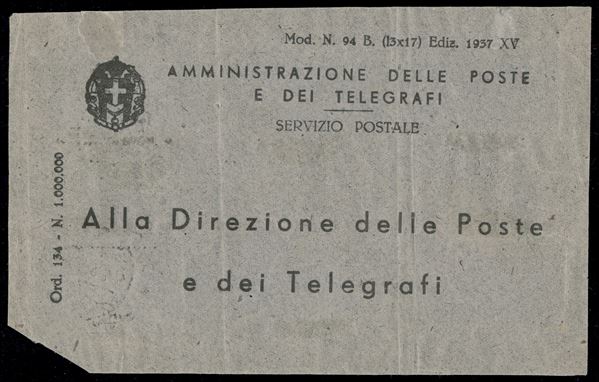 Mod. N. 94 B. (13x17) Ediz. 1937 XV
AMMINISTRAZIONE DELLE POSTE
E DEI TELEGRAFI
SERVIZIO POSTALE
Ord. 134 - N. 1.000.000
Alla Direzione delle Poste
e dei Telegrafi